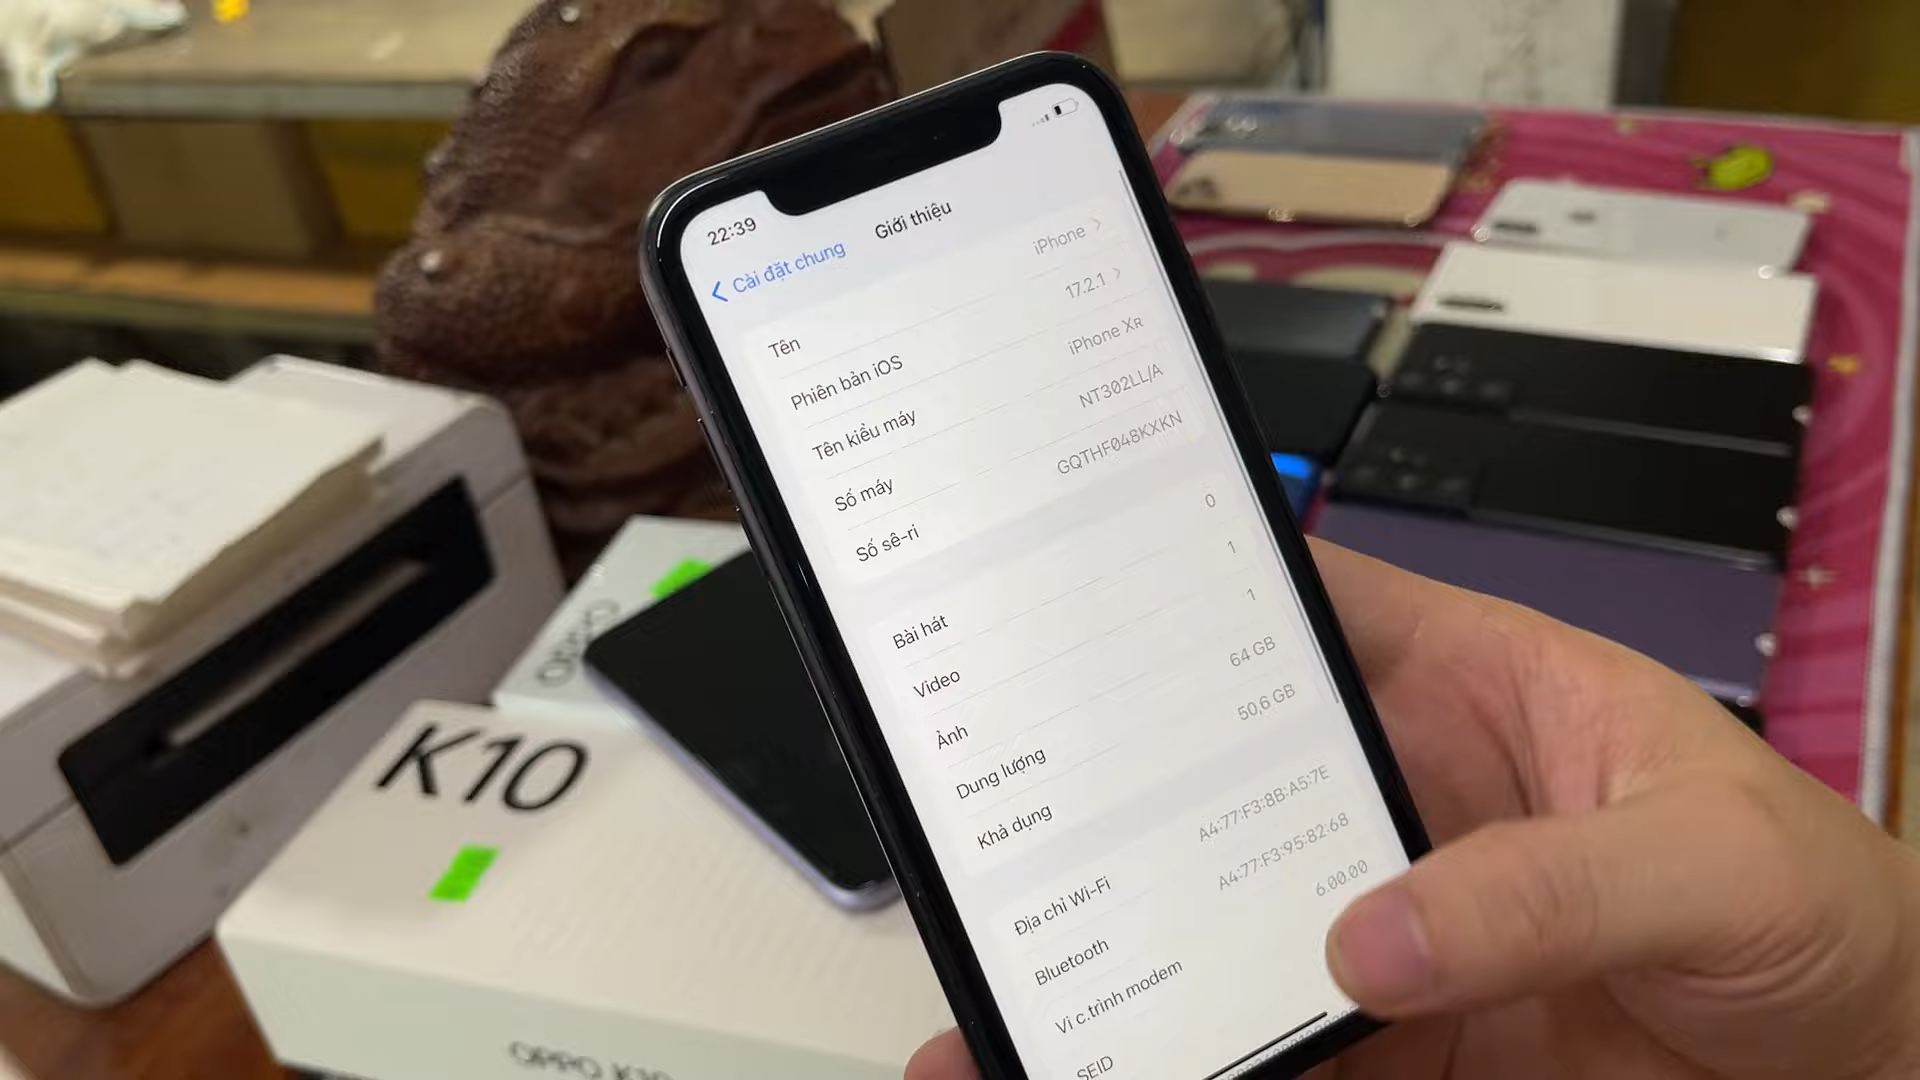 22:39
Cài đặt chung
Giới thiệu
Tên iPhone
Phiên bản iOS 17.2.1
Tên kiểu máy iPhone XR
Số máy NT302LL/A
Số sê-ri GQTHF048KXKN
Bài hát 0
Video 1
Ảnh 1
Dung lượng 64 GB
Khả dụng 50,6 GB
Địa chỉ Wi-Fi A4:77:F3:8B:A5:7E
Bluetooth A4:77:F3:95:82:68
Vi c.trình modem 6.00.00
SEID
K10
OPPO K10
oppo